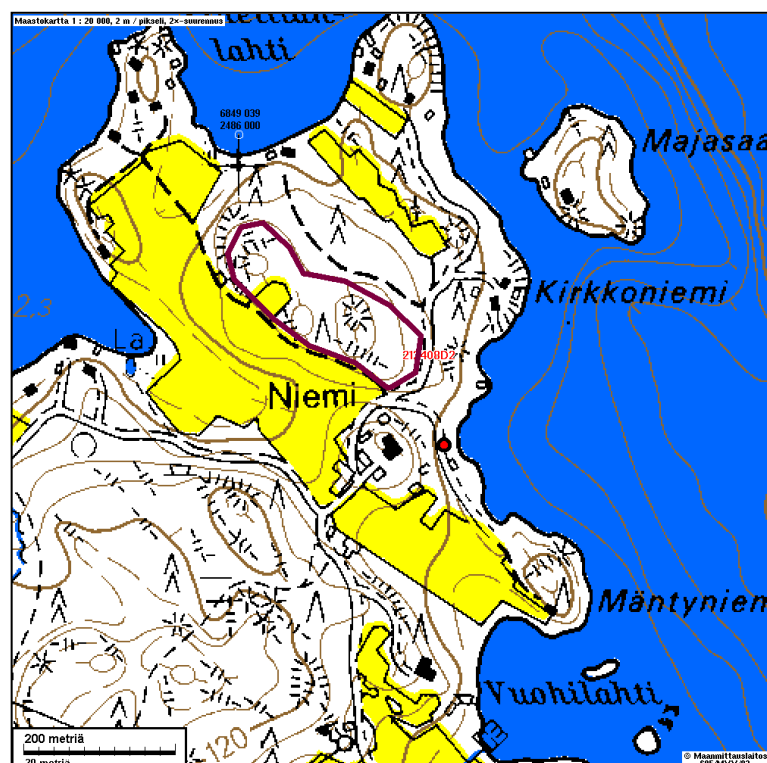 Maastokartta 1 : 20 000, 2 m / pikseli, 2×-suurennus
lahti
6849 039
2486 000
Majasaa
Kirkkoniemi
2,3
La
212408D2
Niemi
Mäntyniem
Vuohilahti
200 metriä
120
© Maanmittauslaitos